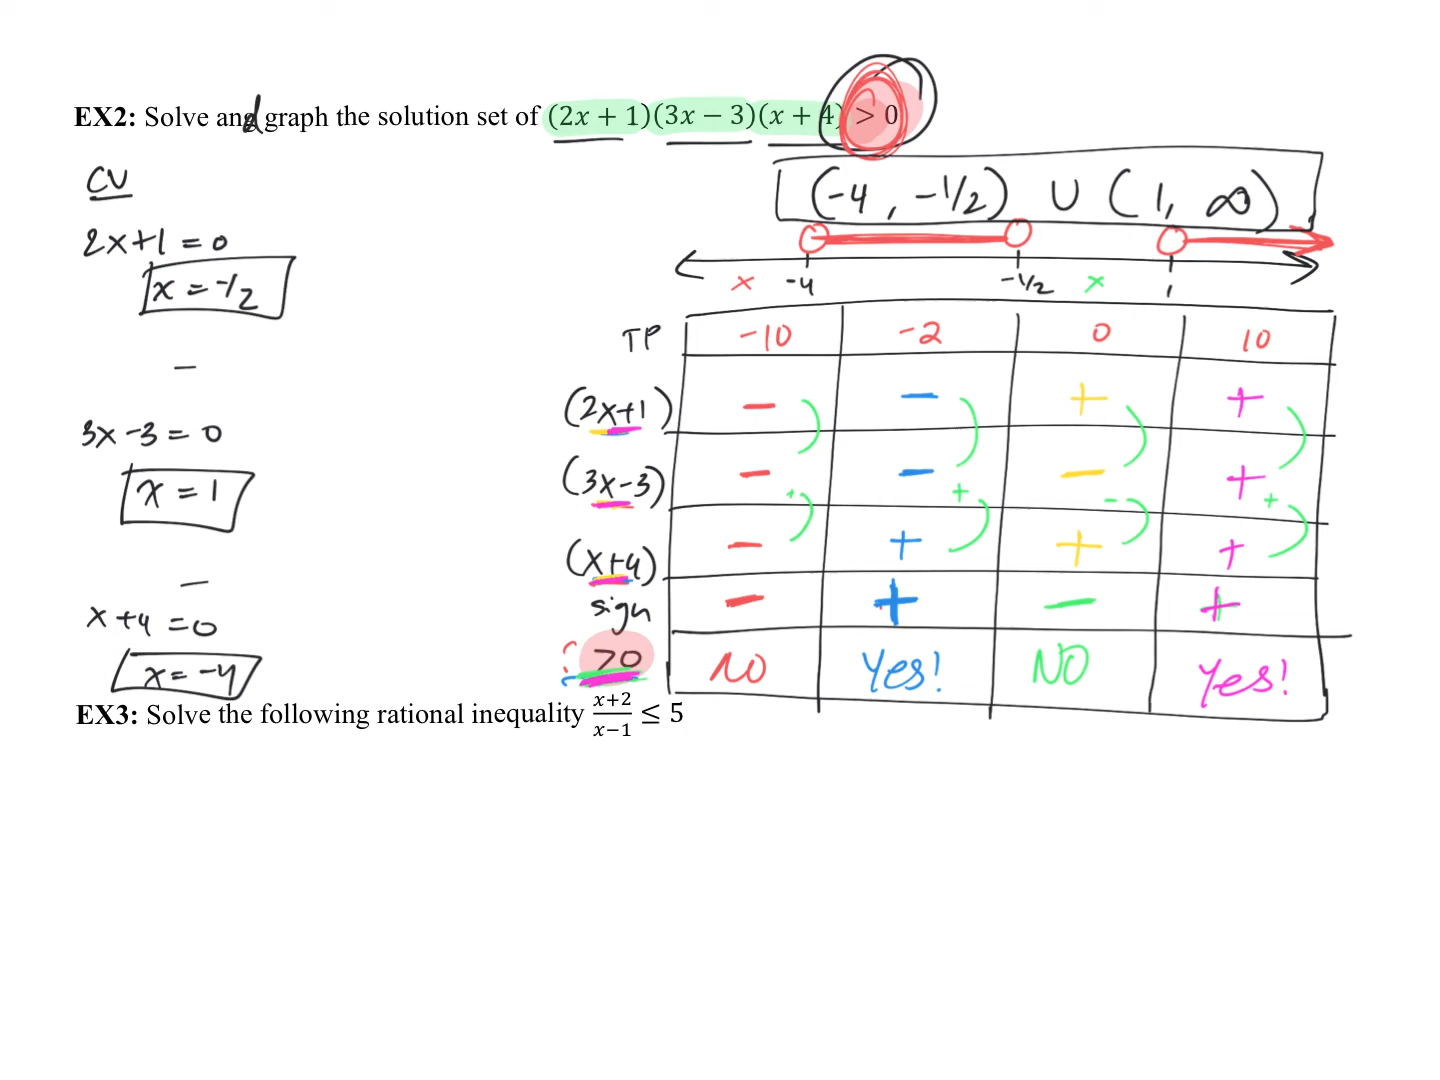 EX2: Solve and graph the solution set of (2x + 1)(3x − 3)(x + 4) > 0
CV
(-4, -1/2) ∪ (1, ∞)
2x+1 = 0
x = -1/2
x -4 -1/2 x 1
TP -10 -2 0 10
(2x+1) - - + +
3x-3 = 0
(3x-3) - - - +
x = 1
+ + - +
(x+4) - + + +
sign - + - +
x+4 = 0
>0 NO Yes! NO Yes!
x = -4
EX3: Solve the following rational inequality (x+2)/(x−1) ≤ 5